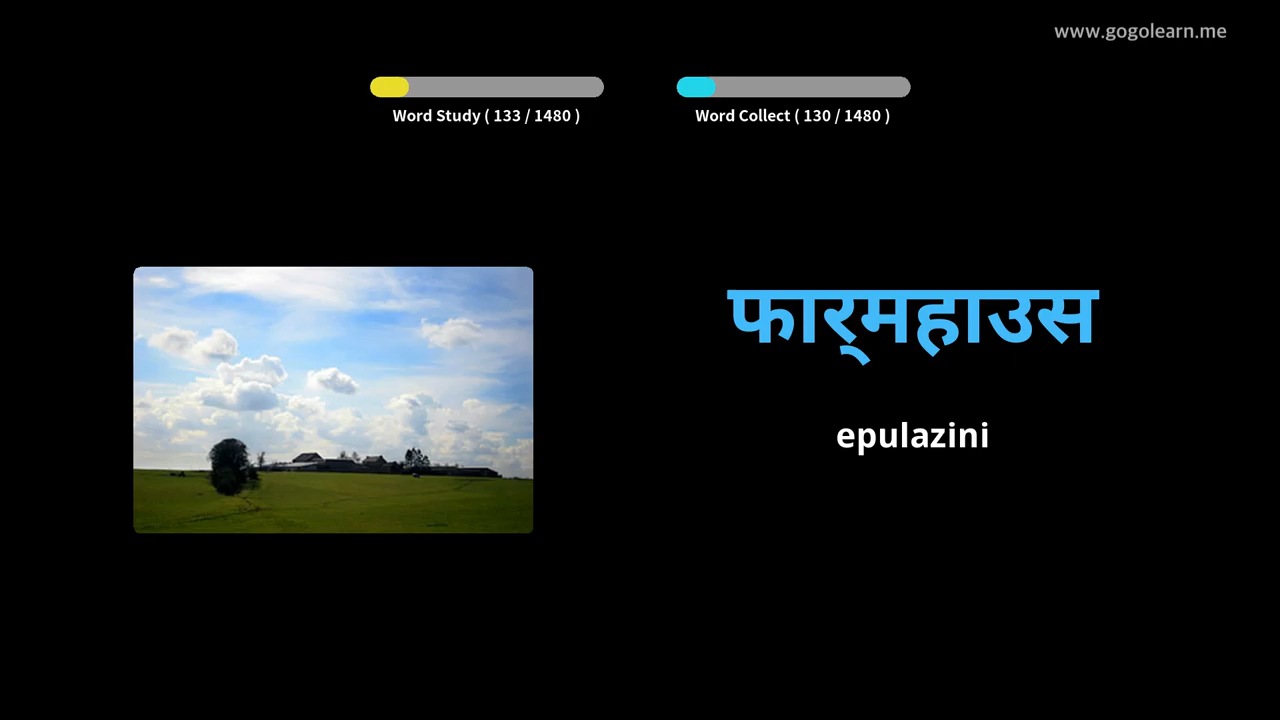 www.gogolearn.me
Word Study ( 133 / 1480 )
Word Collect ( 130 / 1480 )
फार्‌महाउस
epulazini